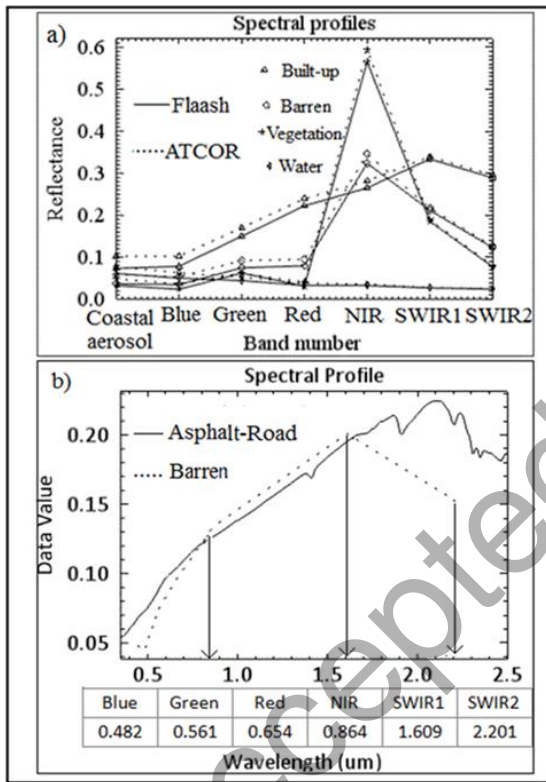 a)
Spectral profiles
0.6
0.5
0.4
0.3
0.2
0.1
0.0
Reflectance
Flaash
ATCOR
Built-up
Barren
Vegetation
Water
Coastal aerosol
Blue
Green
Red
NIR
SWIR1
SWIR2
Band number
b)
Spectral Profile
Asphalt-Road
Barren
0.20
0.15
0.10
0.05
Data Value
0.5 1.0 1.5 2.0 2.5
Blue Green Red NIR SWIR1 SWIR2
0.482 0.561 0.654 0.864 1.609 2.201
Wavelength (um)
Accepted